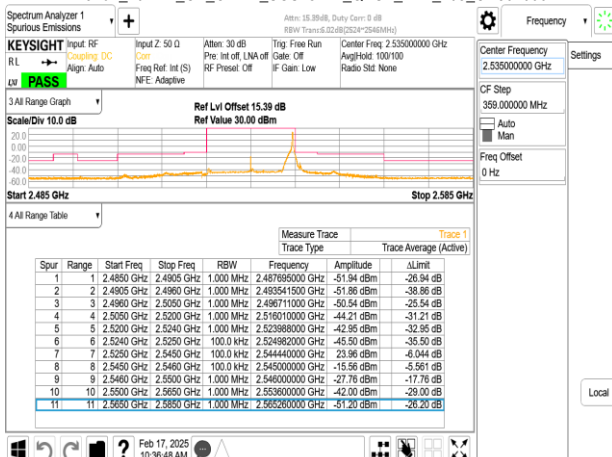 Spectrum Analyzer 1
Spurious Emissions
Attn: 15.39dB, Duty Corr: 0 dB
RBW Trans:6.02dB(2524~2546MHz)
Frequency
KEYSIGHT
RL
PASS
Input: RF
Coupling: DC
Align: Auto
Input Z: 50 Ω
Corr
Freq Ref: Int (S)
NFE: Adaptive
Atten: 30 dB
Pre: Int off, LNA off
RF Preset: Off
Trig: Free Run
Gate: Off
IF Gain: Low
Center Freq: 2.535000000 GHz
Avg|Hold: 100/100
Radio Std: None
Center Frequency
2.535000000 GHz
Settings
CF Step
359.000000 MHz
Auto
Man
Freq Offset
0 Hz
Local
3 All Range Graph
Scale/Div 10.0 dB
Ref Lvl Offset 15.39 dB
Ref Value 30.00 dBm
20.0
0.00
-20.0
-40.0
-60.0
Start 2.485 GHz
Stop 2.585 GHz
4 All Range Table
Measure Trace Trace 1
Trace Type Trace Average (Active)
Spur Range Start Freq Stop Freq RBW Frequency Amplitude ΔLimit
1 1 2.4850 GHz 2.4905 GHz 1.000 MHz 2.487695000 GHz -51.94 dBm -26.94 dB
2 2 2.4905 GHz 2.4960 GHz 1.000 MHz 2.493541500 GHz -51.86 dBm -38.86 dB
3 3 2.4960 GHz 2.5050 GHz 1.000 MHz 2.496711000 GHz -50.54 dBm -25.54 dB
4 4 2.5050 GHz 2.5200 GHz 1.000 MHz 2.516010000 GHz -44.21 dBm -31.21 dB
5 5 2.5200 GHz 2.5240 GHz 1.000 MHz 2.523988000 GHz -42.95 dBm -32.95 dB
6 6 2.5240 GHz 2.5250 GHz 100.0 kHz 2.524982000 GHz -45.50 dBm -35.50 dB
7 7 2.5250 GHz 2.5450 GHz 100.0 kHz 2.544440000 GHz 23.96 dBm -6.044 dB
8 8 2.5450 GHz 2.5460 GHz 100.0 kHz 2.545000000 GHz -15.56 dBm -5.561 dB
9 9 2.5460 GHz 2.5500 GHz 1.000 MHz 2.546000000 GHz -27.76 dBm -17.76 dB
10 10 2.5500 GHz 2.5650 GHz 1.000 MHz 2.553600000 GHz -42.00 dBm -29.00 dB
11 11 2.5650 GHz 2.5850 GHz 1.000 MHz 2.565260000 GHz -51.20 dBm -26.20 dB
Feb 17, 2025
10:36:48 AM